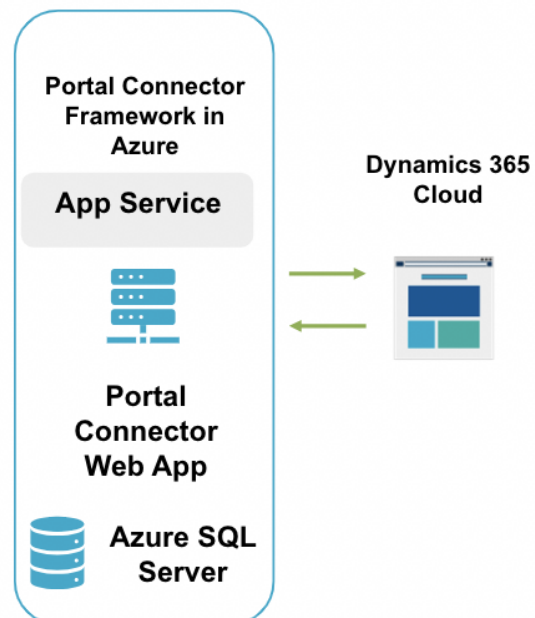 Portal Connector
Framework in
Azure
App Service
Portal
Connector
Web App
Azure SQL
Server
Dynamics 365
Cloud